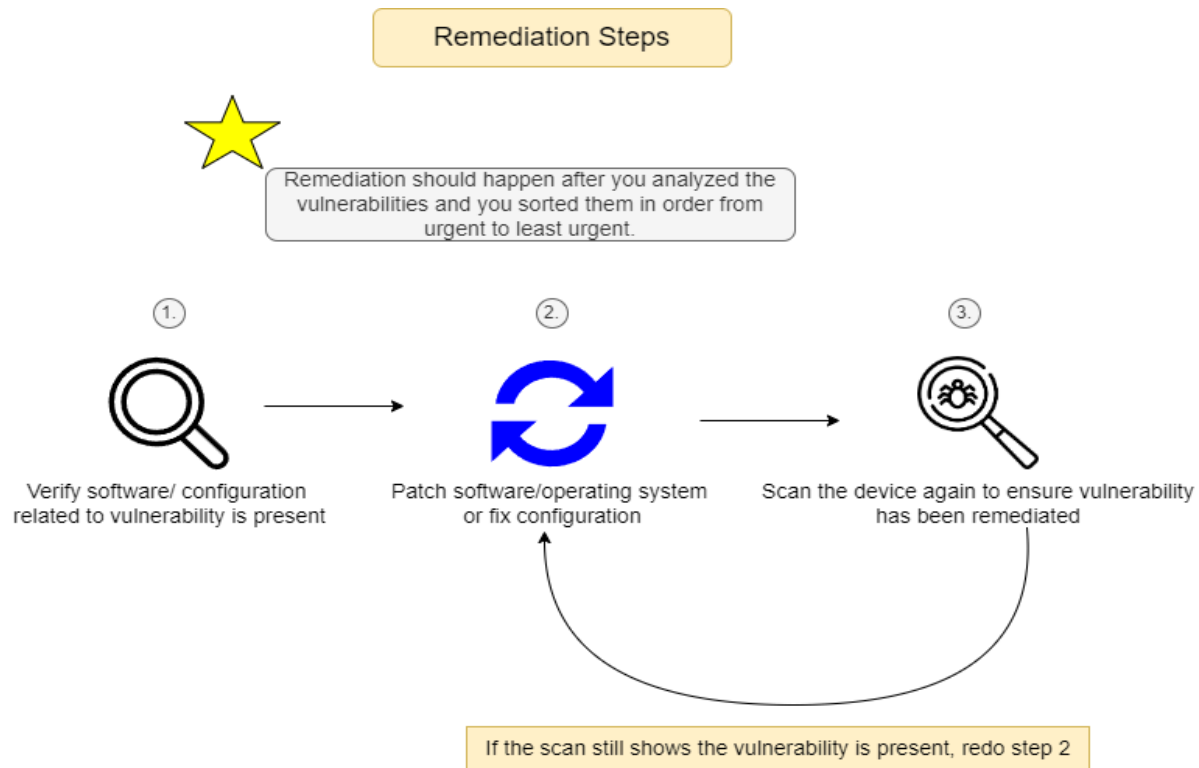 Remediation Steps
Remediation should happen after you analyzed the
vulnerabilities and you sorted them in order from
urgent to least urgent.
1.
2.
3.
Verify software/ configuration
related to vulnerability is present
Patch software/operating system
or fix configuration
Scan the device again to ensure vulnerability
has been remediated
If the scan still shows the vulnerability is present, redo step 2